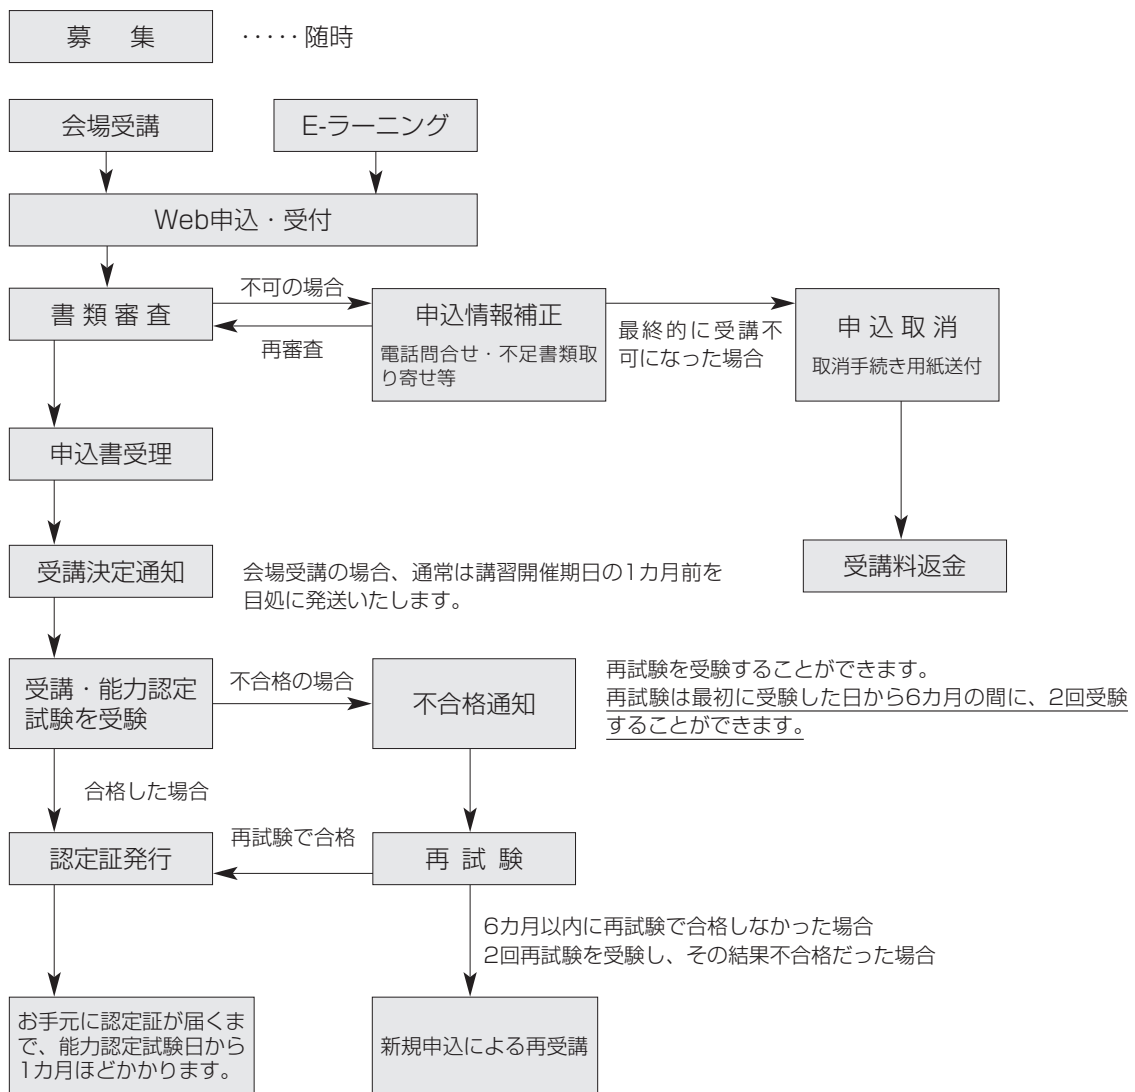 募　集　･････ 随時
会場受講
E-ラーニング
Web申込・受付
書類審査
不可の場合
再審査
申込情報補正
電話問合せ・不足書類取
り寄せ等
最終的に受講不
可になった場合
申込取消
取消手続き用紙送付
申込書受理
受講料返金
受講決定通知
会場受講の場合、通常は講習開催期日の1カ月前を
目処に発送いたします。
受講・能力認定
試験を受験
不合格の場合
不合格通知
再試験を受験することができます。
再試験は最初に受験した日から6カ月の間に、2回受験
することができます。
合格した場合
認定証発行
再試験で合格
再試験
6カ月以内に再試験で合格しなかった場合
2回再試験を受験し、その結果不合格だった場合
お手元に認定証が届くま
で、能力認定試験日から
1カ月ほどかかります。
新規申込による再受講